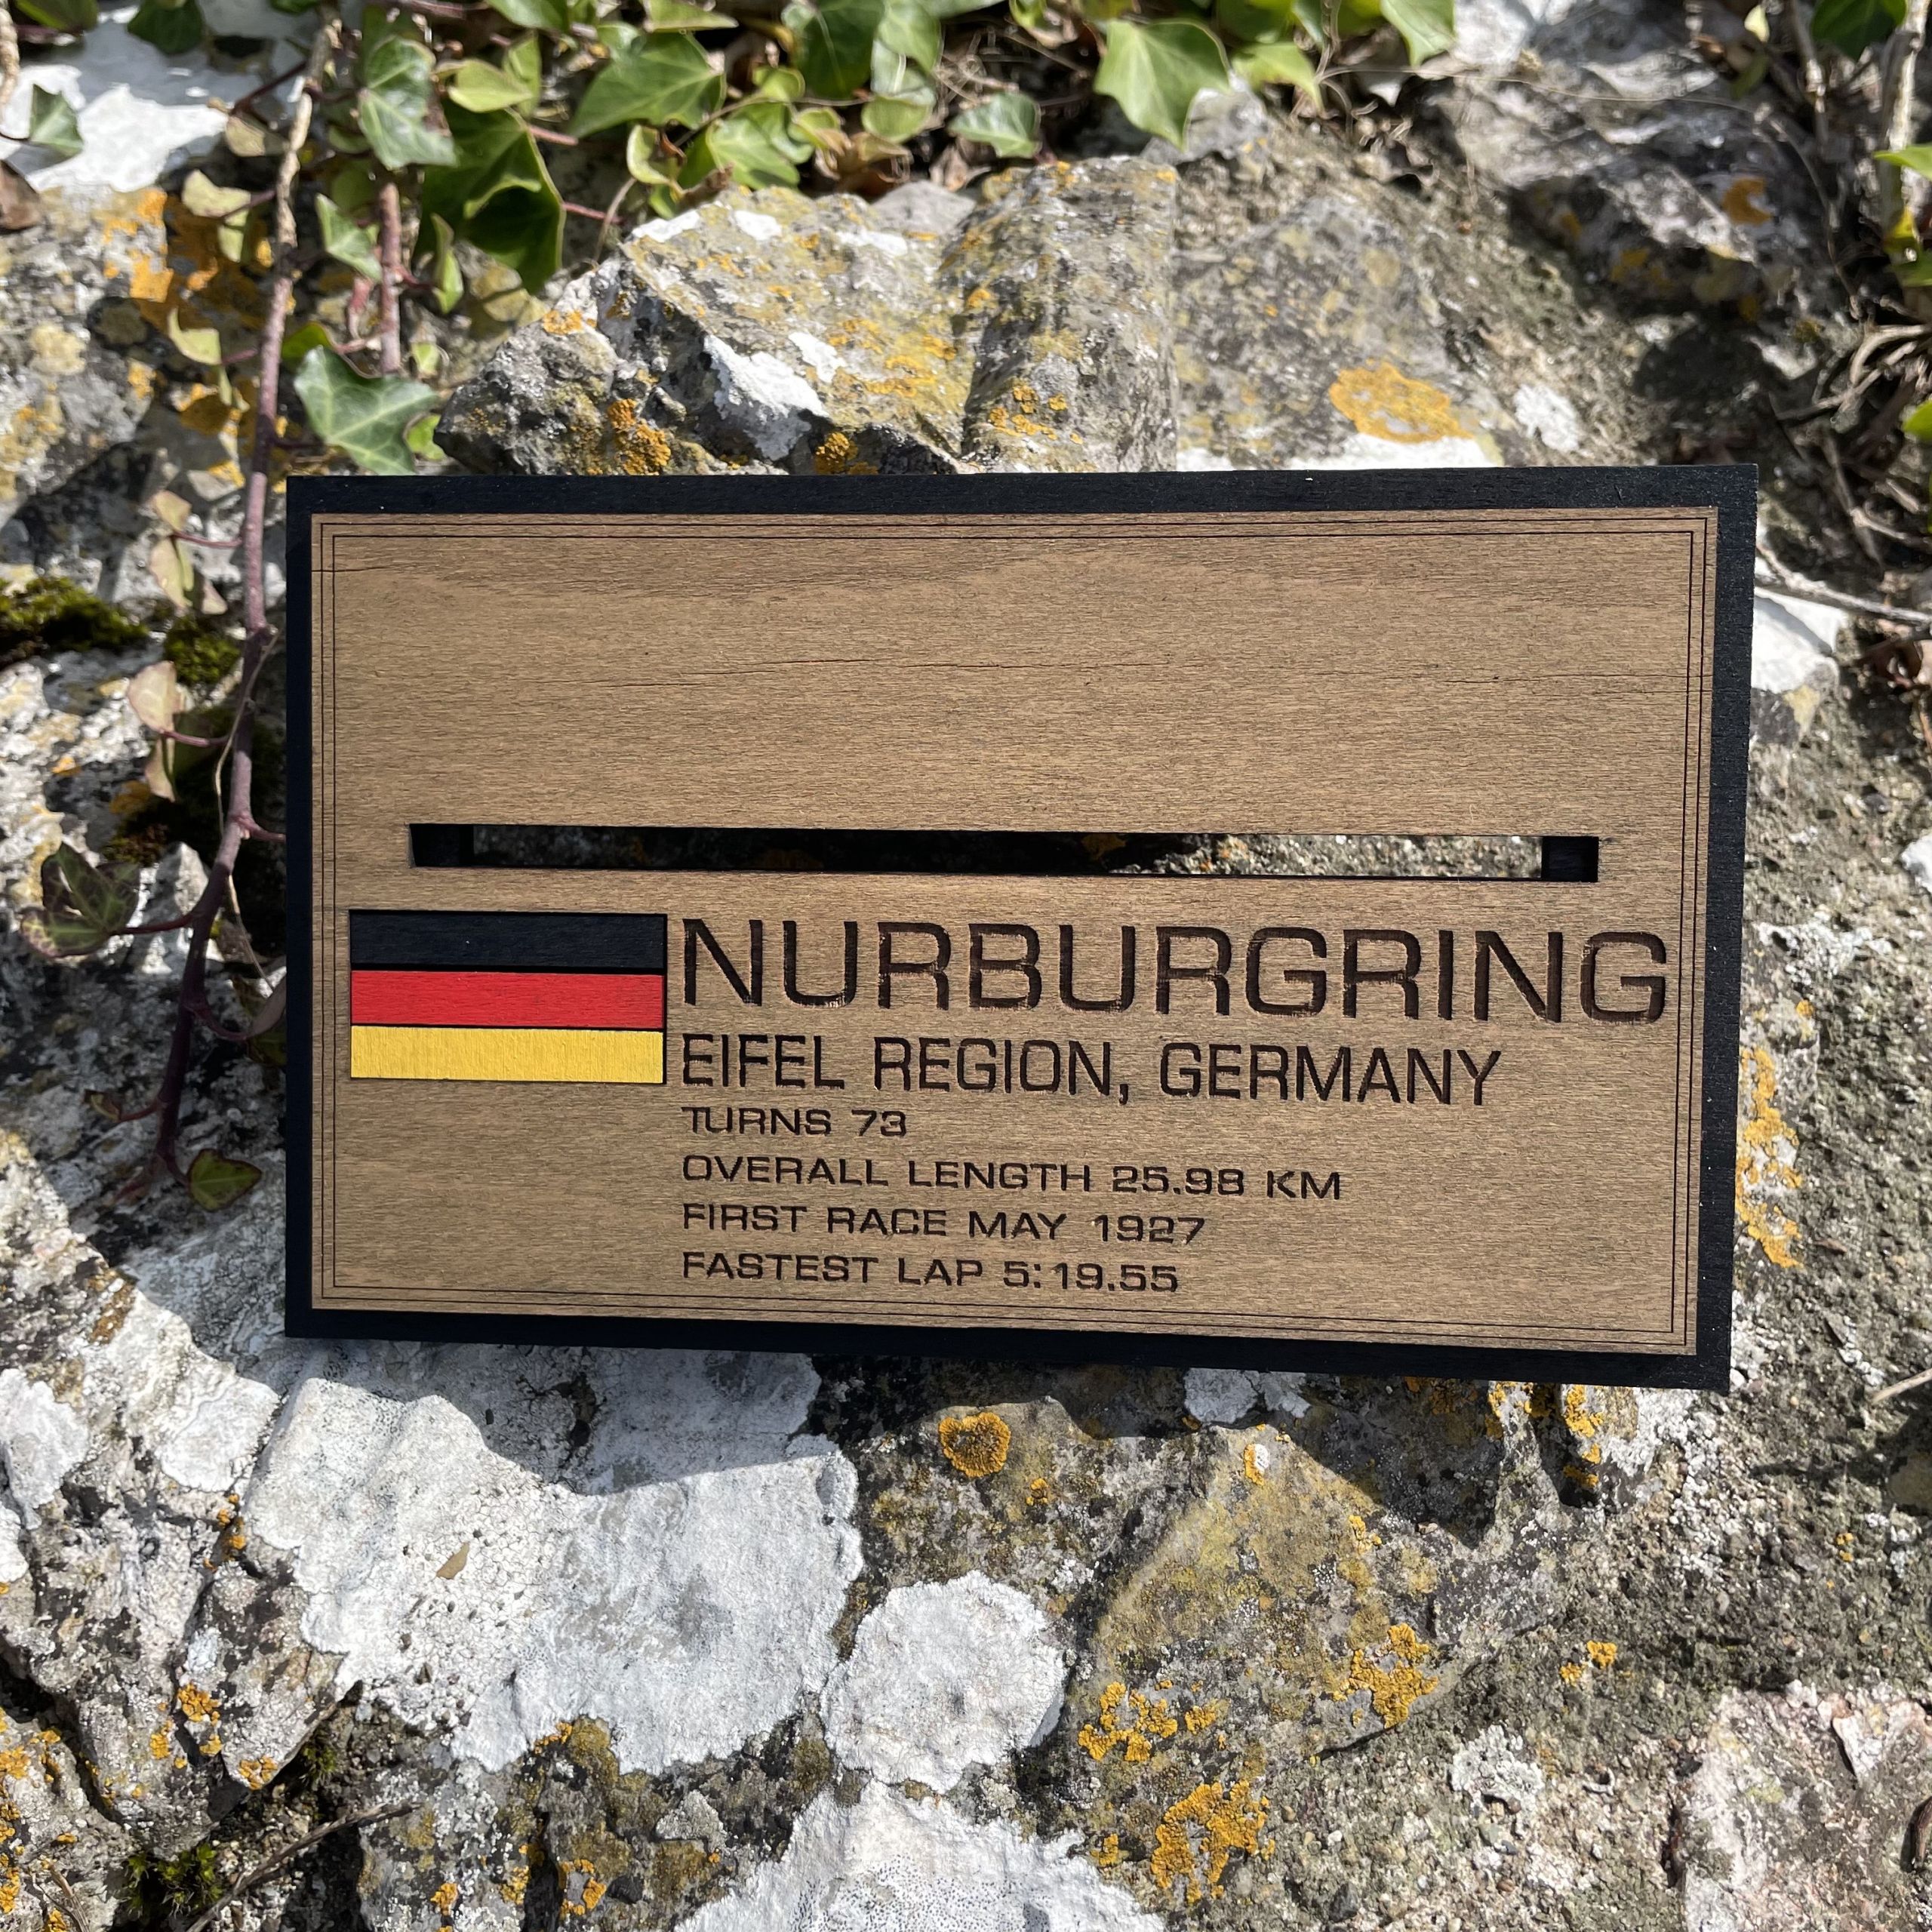 NURBURGRING
EIFEL REGION, GERMANY
TURNS 73
OVERALL LENGTH 25.98 KM
FIRST RACE MAY 1927
FASTEST LAP 5:19.55